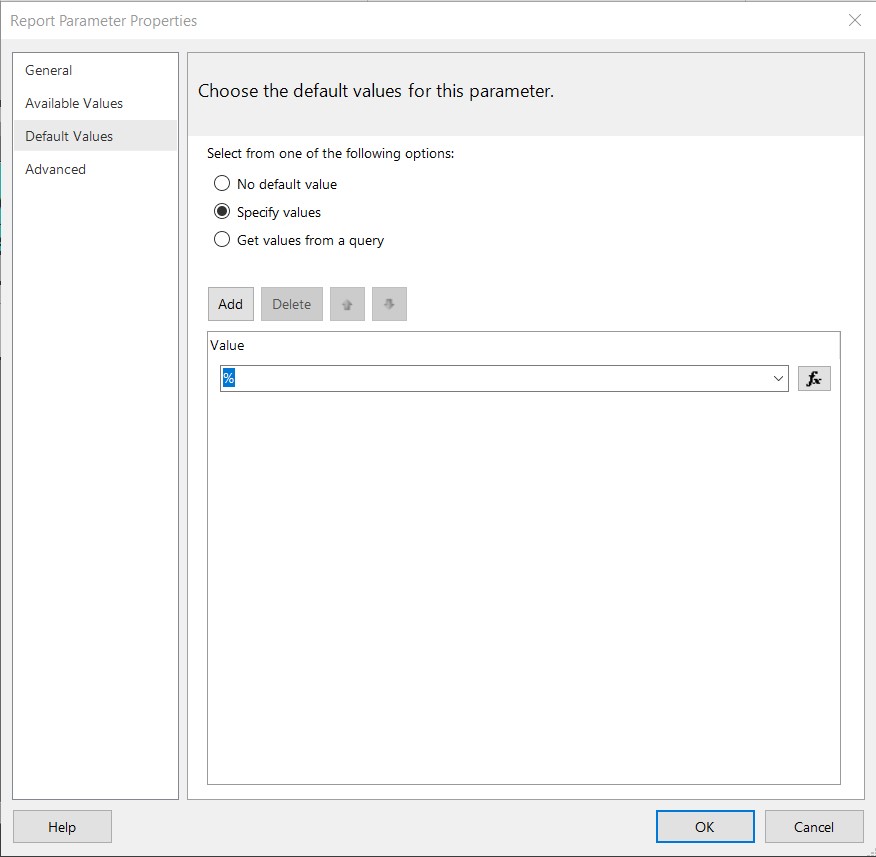 Report Parameter Properties
General
Available Values
Default Values
Advanced
Choose the default values for this parameter.
Select from one of the following options:
No default value
Specify values
Get values from a query
Add Delete
Value
%
fx
Help OK Cancel